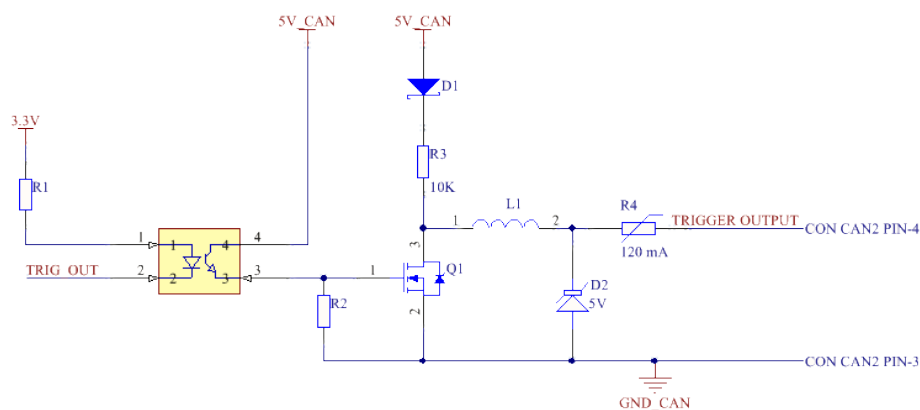 5V_CAN
5V_CAN
D1
3.3V
R3
10K
R1
L1
R4
1
2
TRIGGER OUTPUT
CON CAN2 PIN-4
120 mA
1
1
4
4
3
TRIG_OUT
2
2
3
3
1
Q1
D2
5V
R2
2
CON CAN2 PIN-3
GND_CAN